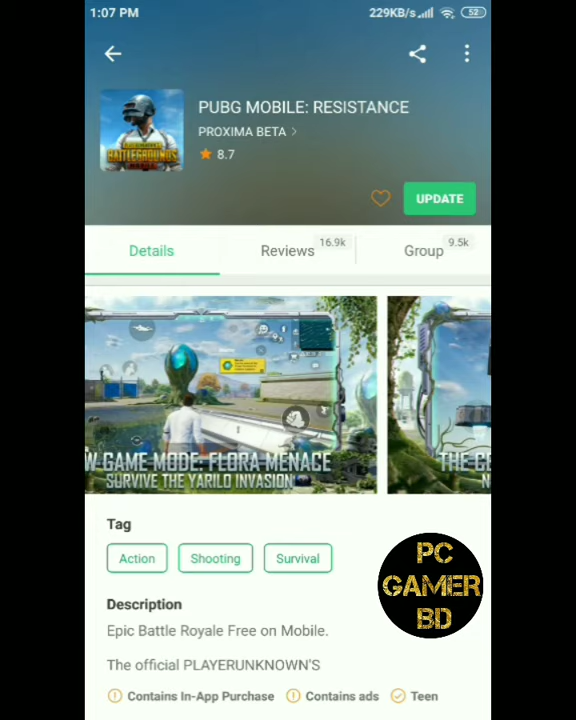 1:07 PM 229KB/s 52
PUBG MOBILE: RESISTANCE
PROXIMA BETA
8.7
UPDATE
Details Reviews 16.9k Group 9.5k
W GAME MODE: FLORA MENACE
SURVIVE THE YARILO INVASION
THE CE
N
Tag
Action Shooting Survival
PC
GAMER
BD
Description
Epic Battle Royale Free on Mobile.
The official PLAYERUNKNOWN'S
Contains In-App Purchase Contains ads Teen